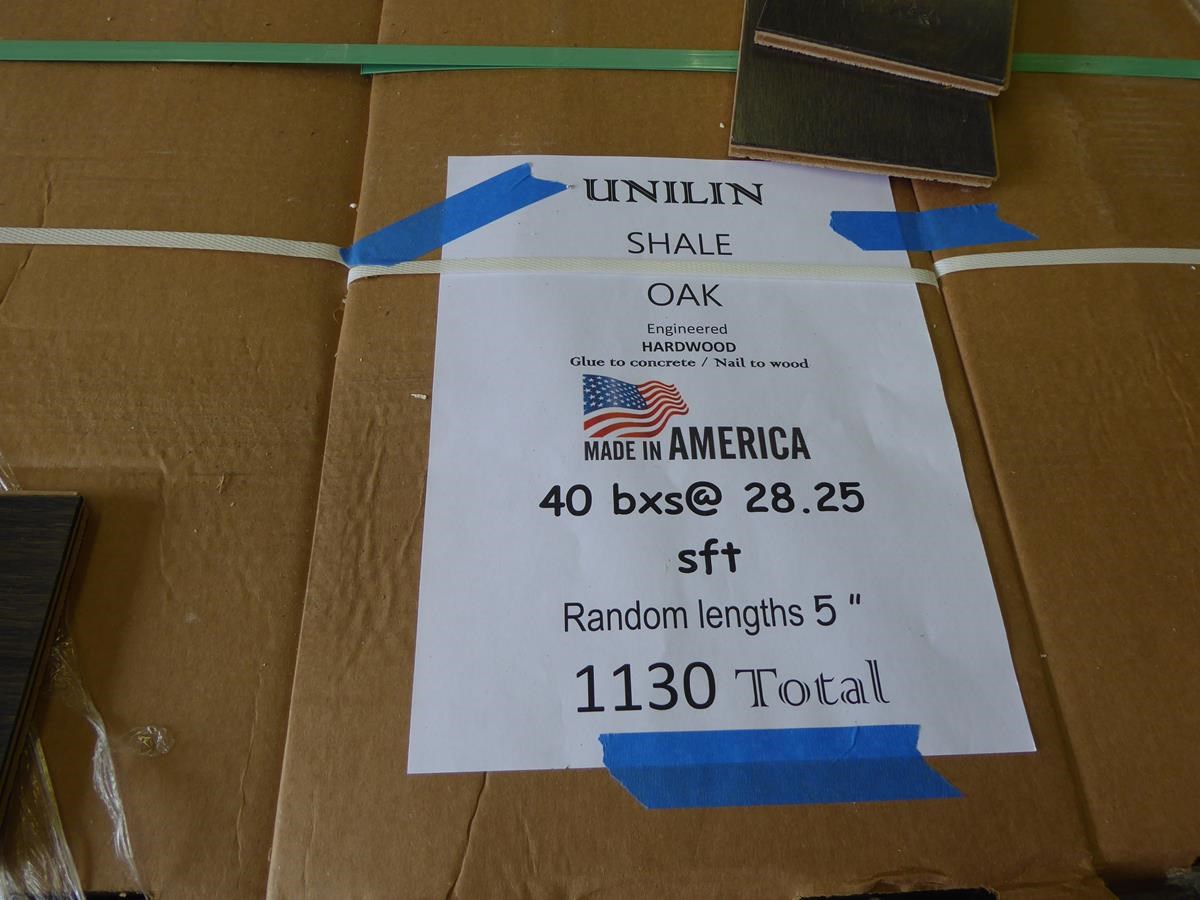 UNILIN
SHALE
OAK
Engineered
HARDWOOD
Glue to concrete / Nail to wood
MADE IN AMERICA
40 bxs@ 28.25
sft
Random lengths 5 "
1130 Total